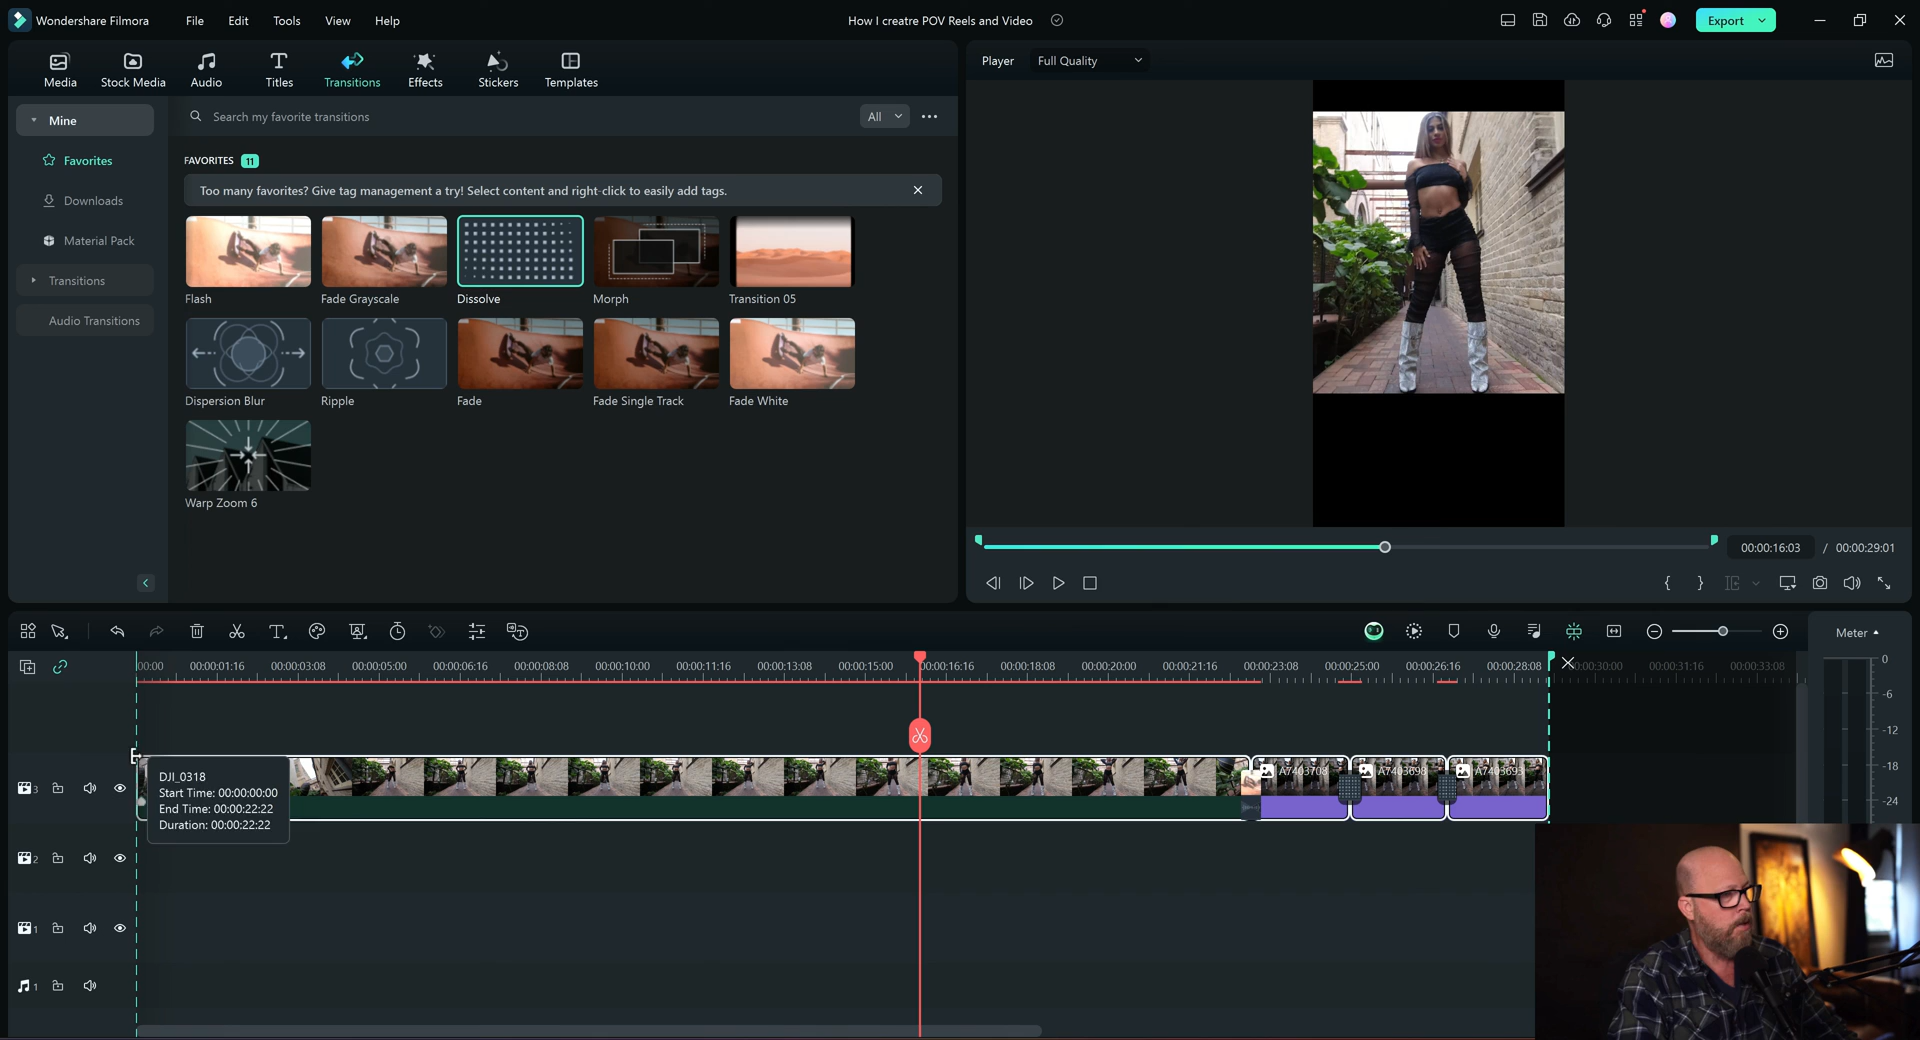 Wondershare Filmora
File Edit Tools View Help
How I creatre POV Reels and Video
Export
Media
Stock Media
Audio
Titles
Transitions
Effects
Stickers
Templates
Player
Full Quality
Mine
Favorites
Downloads
Material Pack
Transitions
Audio Transitions
Search my favorite transitions
All
FAVORITES 11
Too many favorites? Give tag management a try! Select content and right-click to easily add tags.
Flash
Fade Grayscale
Dissolve
Morph
Transition 05
Dispersion Blur
Ripple
Fade
Fade Single Track
Fade White
Warp Zoom 6
00:00:16:03 / 00:00:29:01
Meter
00:00 00:00:01:16 00:00:03:08 00:00:05:00 00:00:06:16 00:00:08:08 00:00:10:00 00:00:11:16 00:00:13:08 00:00:15:00 00:00:16:16 00:00:18:08 00:00:20:00 00:00:21:16 00:00:23:08 00:00:25:00 00:00:26:16 00:00:28:08 00:00:30:00 00:00:31:16 00:00:33:08
0
-6
-12
-18
-24
DJI_0318
Start Time: 00:00:00:00
End Time: 00:00:22:22
Duration: 00:00:22:22
A7403708
A7403698
A7403693
3
2
1
1